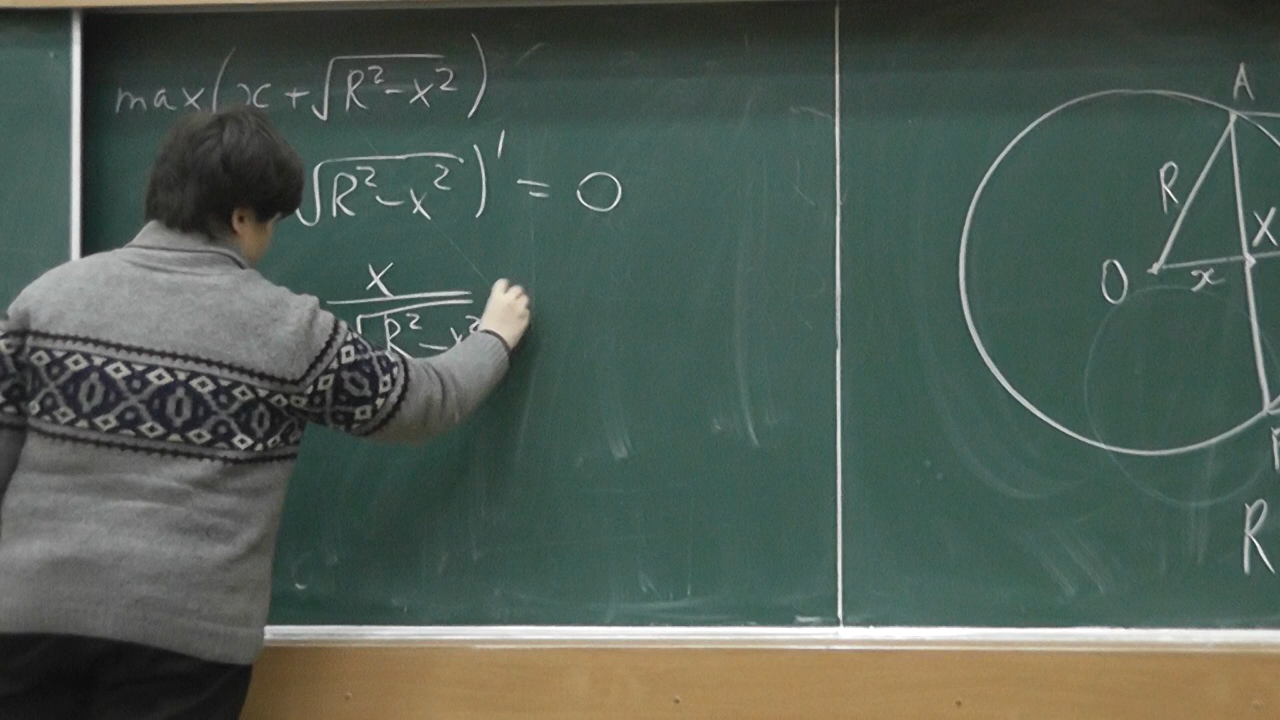 max(x + √R² - x²)
√R² - x²)' = 0
x
√R² - x²
A
R
X
O
x
R